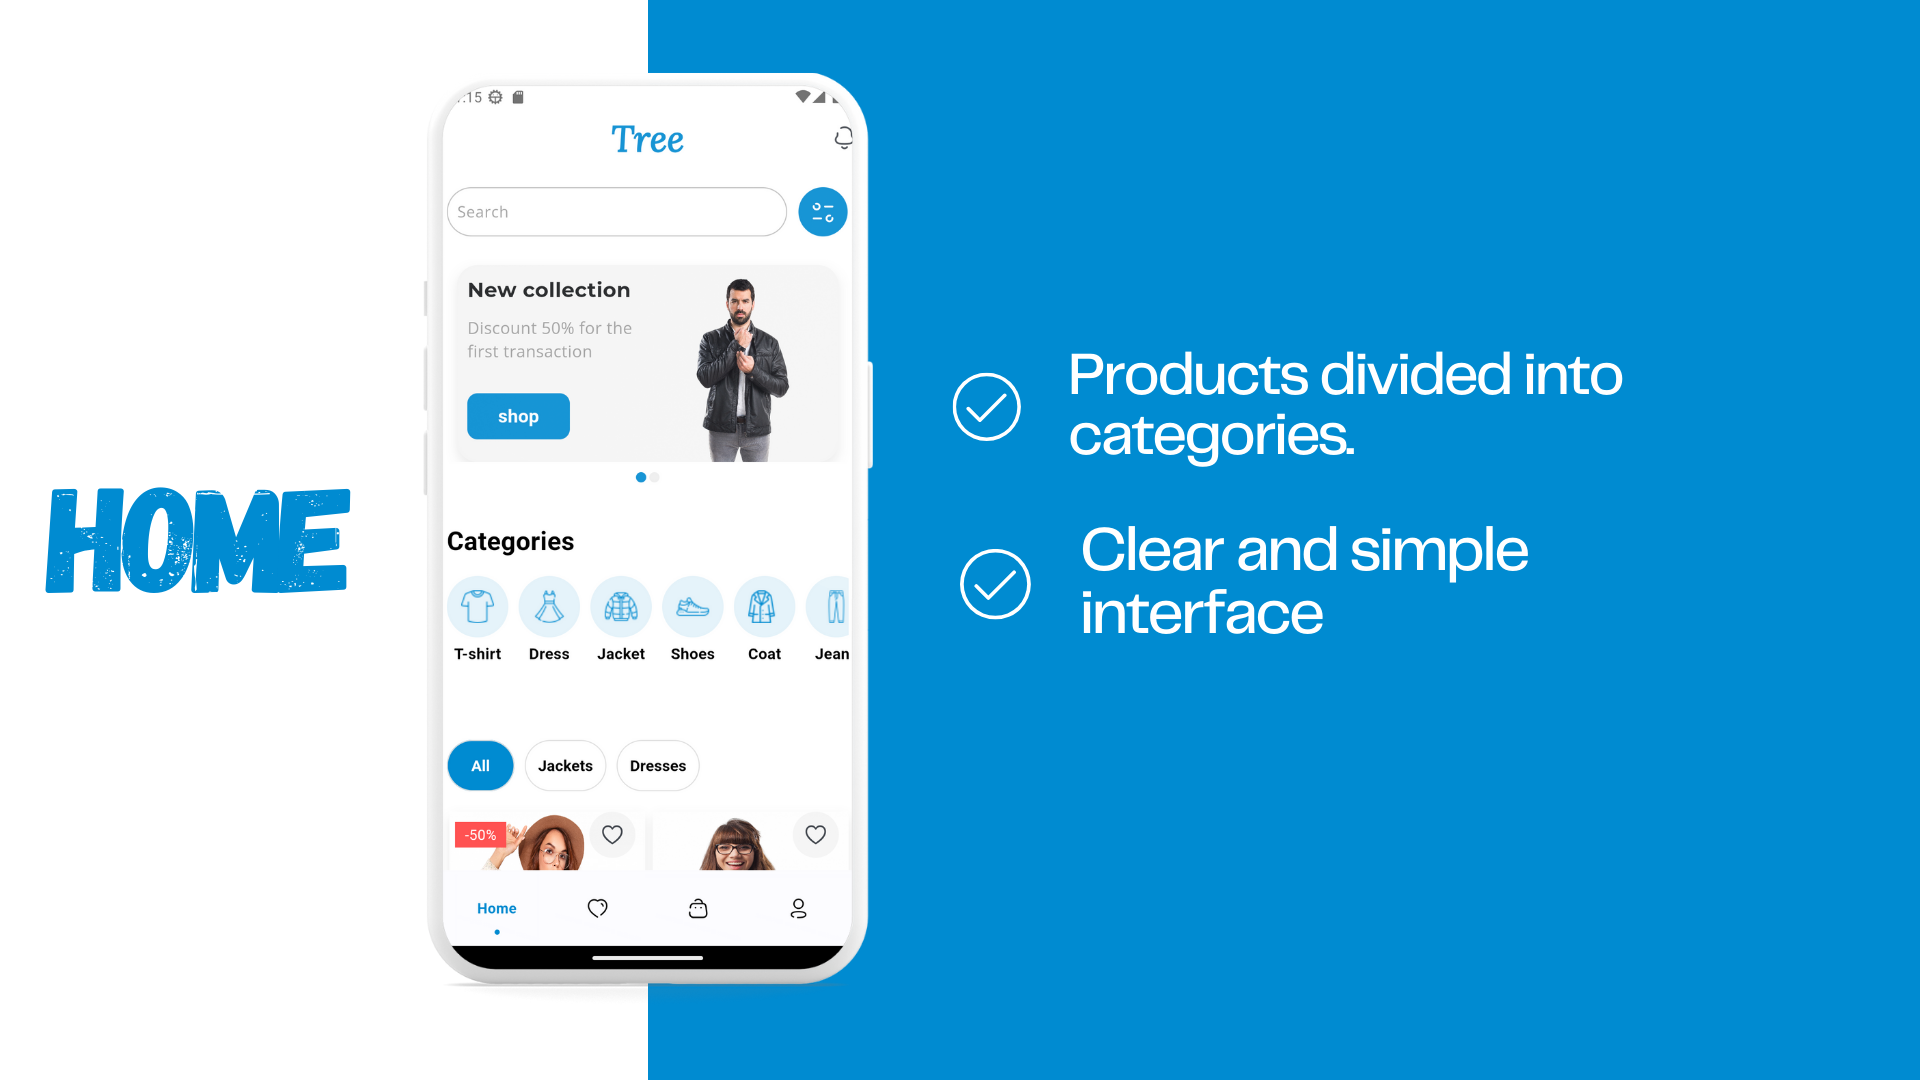 HOME
:15
Tree
Search
New collection
Discount 50% for the
first transaction
shop
Categories
T-shirt Dress Jacket Shoes Coat Jean
All Jackets Dresses
-50%
Home
Products divided into
categories.
Clear and simple
interface